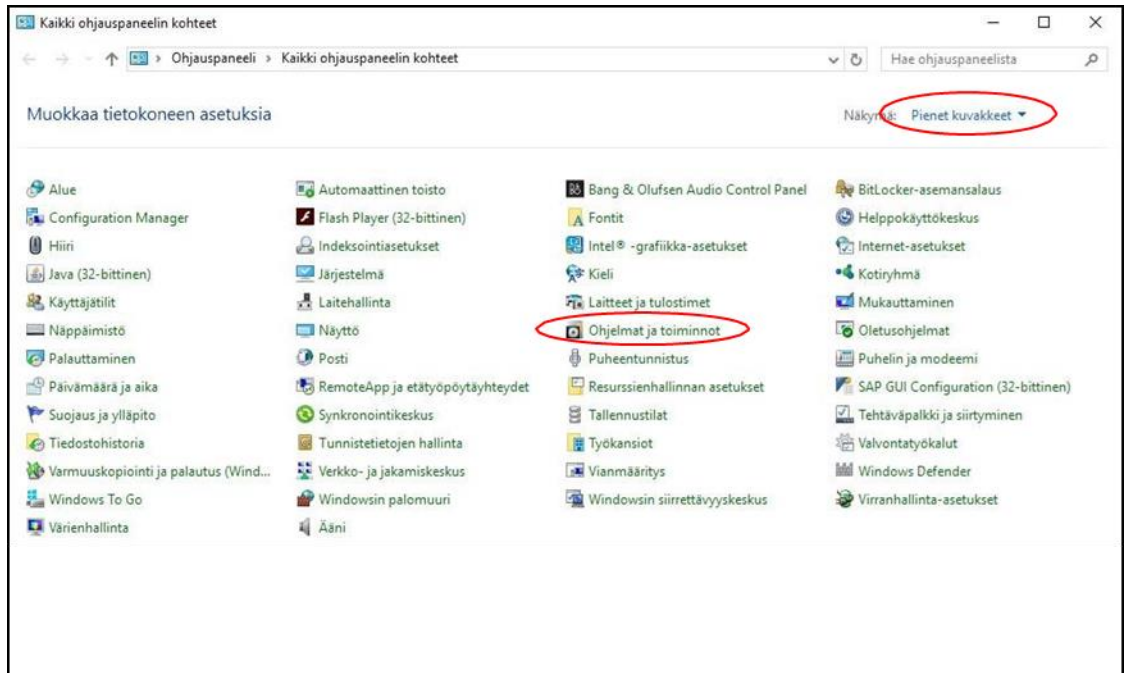 Kaikki ohjauspaneelin kohteet
Ohjauspaneeli > Kaikki ohjauspaneelin kohteet
Hae ohjauspaneelista
Muokkaa tietokoneen asetuksia
Näkymä: Pienet kuvakkeet
Alue Automaattinen toisto Bang & Olufsen Audio Control Panel BitLocker-asemansalaus
Configuration Manager Flash Player (32-bittinen) Fontit Helppokäyttökeskus
Hiiri Indeksointiasetukset Intel® -grafiikka-asetukset Internet-asetukset
Java (32-bittinen) Järjestelmä Kieli Kotiryhmä
Käyttäjätilit Laitehallinta Laitteet ja tulostimet Mukauttaminen
Näppäimistö Näyttö Ohjelmat ja toiminnot Oletusohjelmat
Palauttaminen Posti Puheentunnistus Puhelin ja modeemi
Päivämäärä ja aika RemoteApp ja etätyöpöytäyhteydet Resurssienhallinnan asetukset SAP GUI Configuration (32-bittinen)
Suojaus ja ylläpito Synkronointikeskus Tallennustilat Tehtäväpalkki ja siirtyminen
Tiedostohistoria Tunnistetietojen hallinta Työkansiot Valvontatyökalut
Varmuuskopiointi ja palautus (Wind... Verkko- ja jakamiskeskus Vianmääritys Windows Defender
Windows To Go Windowsin palomuuri Windowsin siirrettävyyskeskus Virranhallinta-asetukset
Värienhallinta Ääni